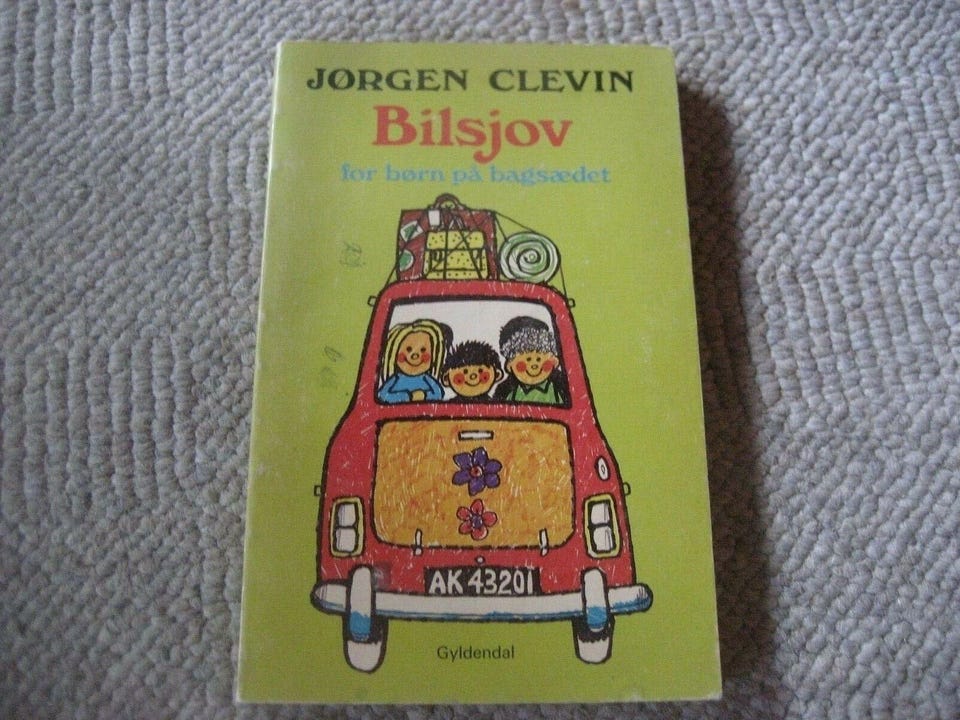 JØRGEN CLEVIN
Bilsjov
for børn på bagsædet
AK 43201
Gyldendal